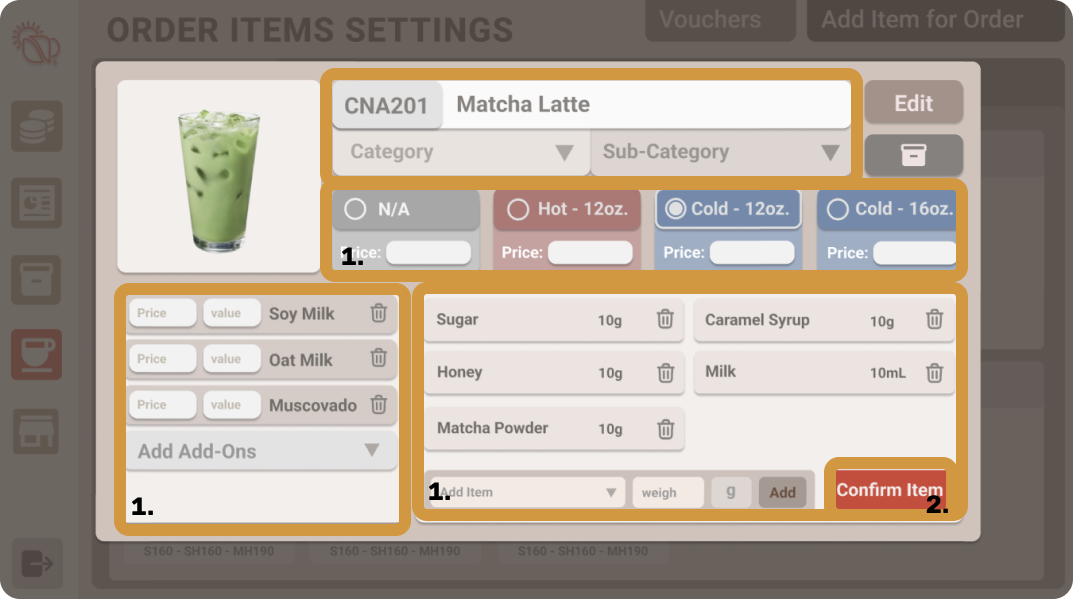 ORDER ITEMS SETTINGS
Vouchers
Add Item for Order
CNA201 Matcha Latte
Edit
Category
Sub-Category
N/A
Hot - 12oz.
Cold - 12oz.
Cold - 16oz.
Price:
Price:
Price:
Price:
1.
Price value Soy Milk
Price value Oat Milk
Price value Muscovado
Add Add-Ons
1.
Sugar 10g
Caramel Syrup 10g
Honey 10g
Milk 10mL
Matcha Powder 10g
1.
Add Item
weigh
g
Add
Confirm Item
2.
S160 - SH160 - MH190
S160 - SH160 - MH190
S160 - SH160 - MH190